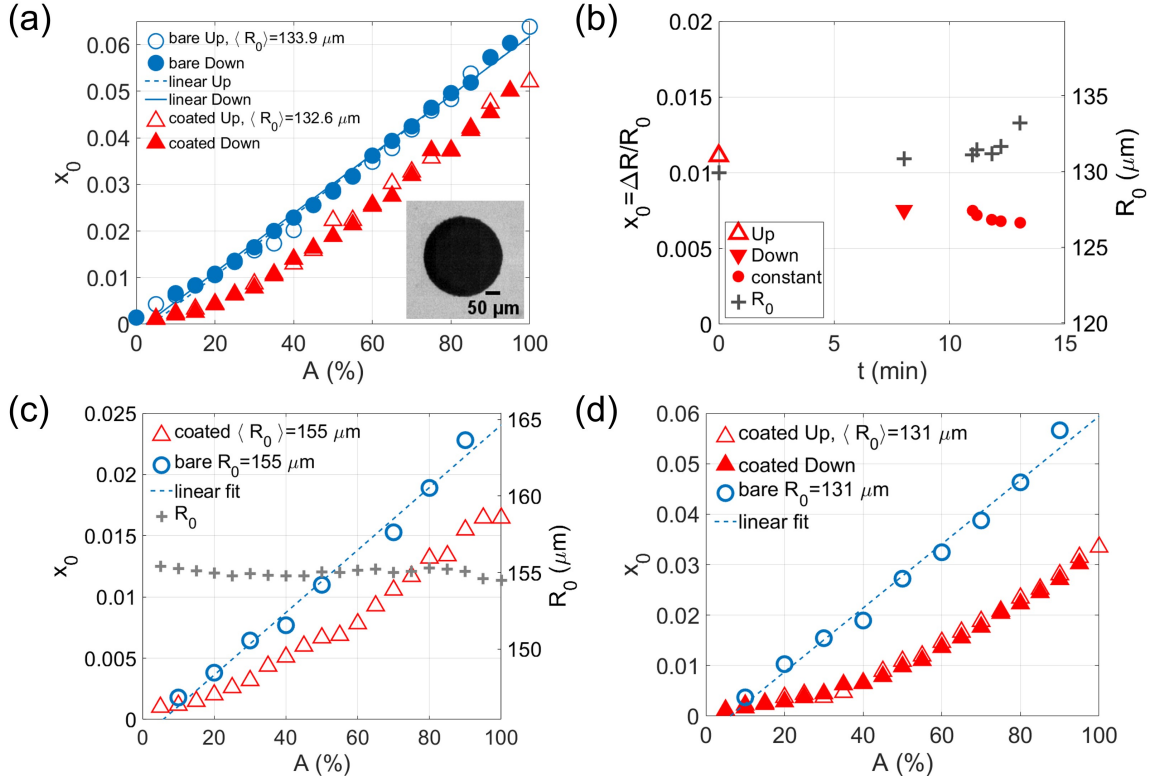 (a)
0.06
0.05
0.04
0.03
0.02
0.01
0
x₀
bare Up, ⟨ R₀⟩=133.9 μm
bare Down
linear Up
linear Down
coated Up, ⟨ R₀⟩=132.6 μm
coated Down
50 μm
0 20 40 60 80 100
A (%)
(b)
0.02
0.015
0.01
0.005
0
x₀=ΔR/R₀
Up
Down
constant
R₀
135
130
125
120
R₀ (μm)
0 5 10 15
t (min)
(c)
0.025
0.02
0.015
0.01
0.005
0
x₀
coated ⟨ R₀⟩=155 μm
bare R₀=155 μm
linear fit
R₀
165
160
155
150
R₀ (μm)
0 20 40 60 80 100
A (%)
(d)
0.06
0.05
0.04
0.03
0.02
0.01
0
x₀
coated Up, ⟨ R₀⟩=131 μm
coated Down
bare R₀=131 μm
linear fit
0 20 40 60 80 100
A (%)